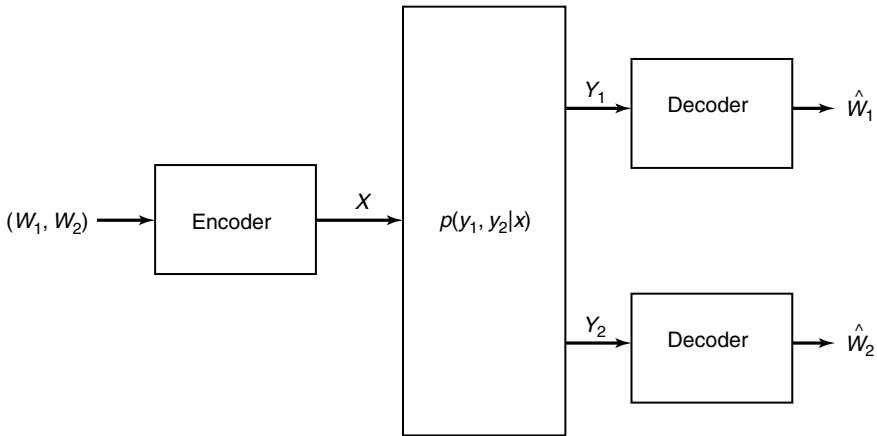 (W₁, W₂)
Encoder
X
p(y₁, y₂|x)
Y₁
Decoder
Ŵ₁
Y₂
Decoder
Ŵ₂